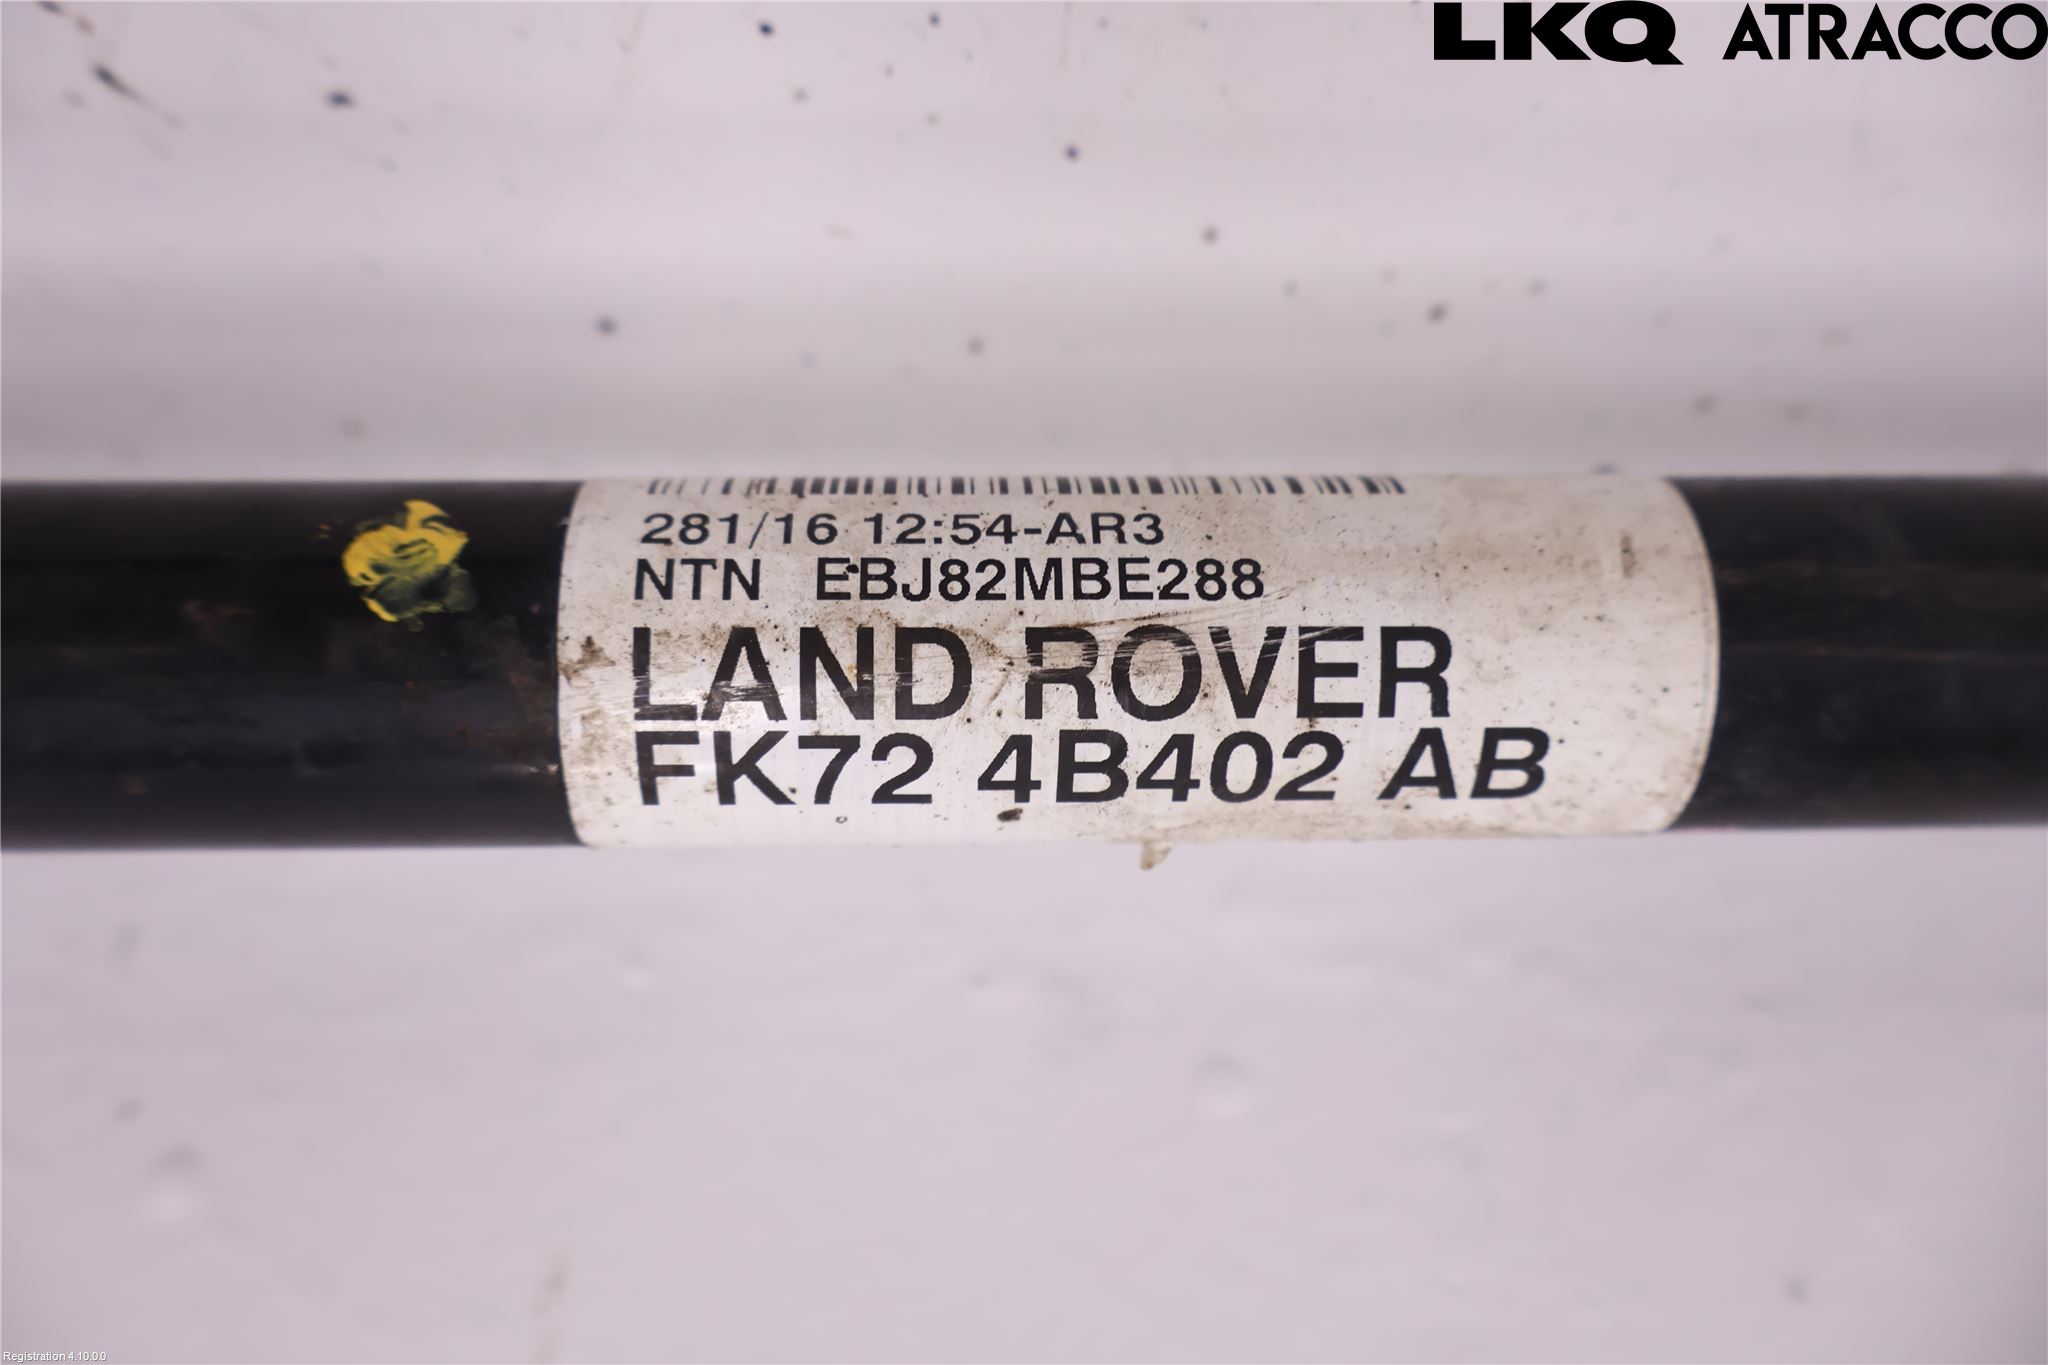 LKQ ATRACCO
281/16 12:54-AR3
NTN EBJ82MBE288
LAND ROVER
FK72 4B402 AB
Registration 4.10.0.0